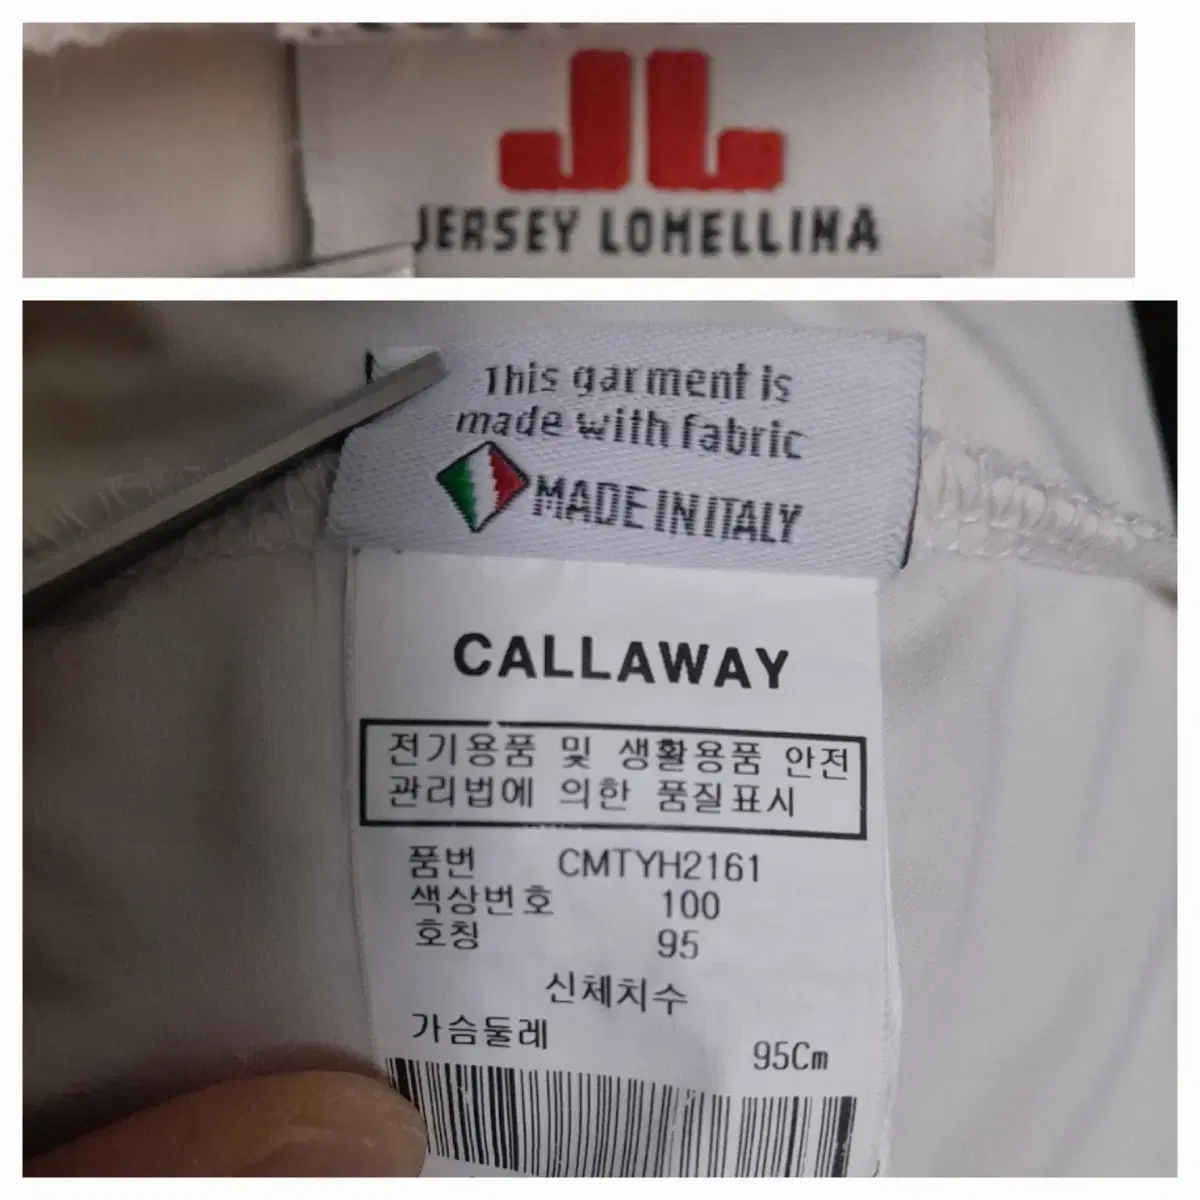 JL
JERSEY LOMELLINA
This garment is
made with fabric
MADE IN ITALY
CALLAWAY
전기용품 및 생활용품 안전
관리법에 의한 품질표시
품번 CMTYH2161
색상번호 100
호칭 95
신체치수
가슴둘레 95Cm